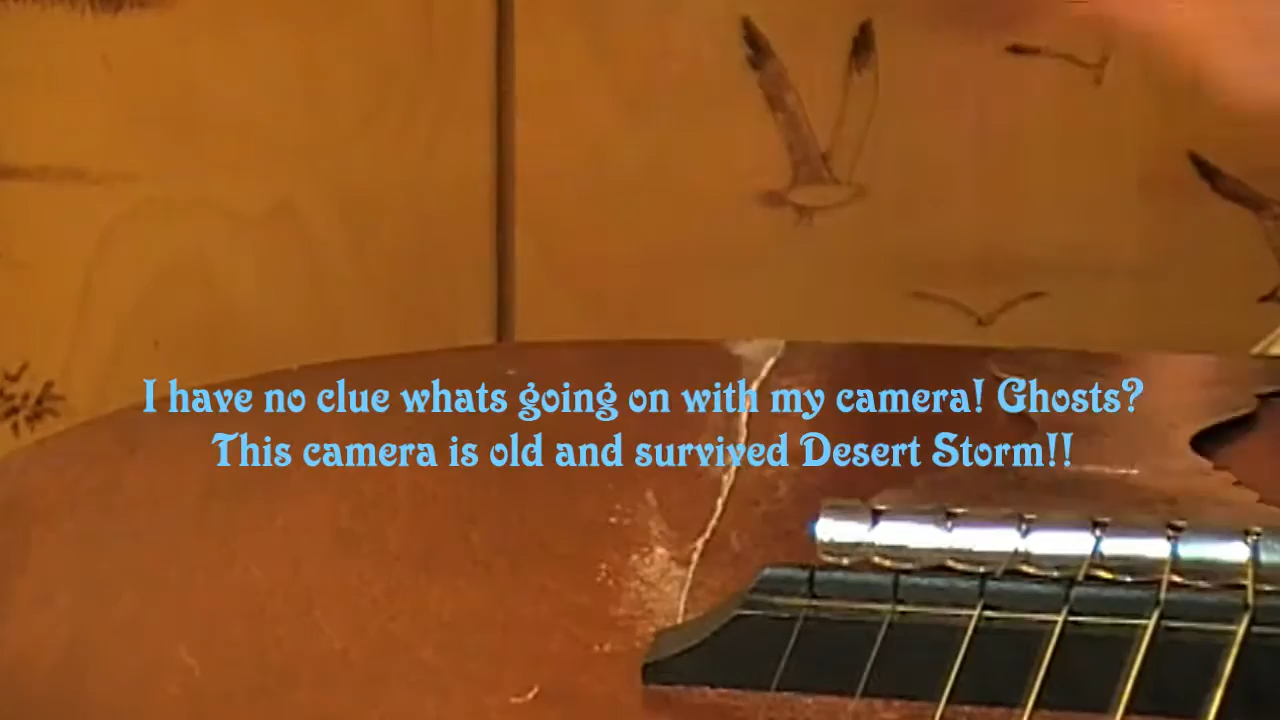 I have no clue whats going on with my camera! Ghosts?
This camera is old and survived Desert Storm!!